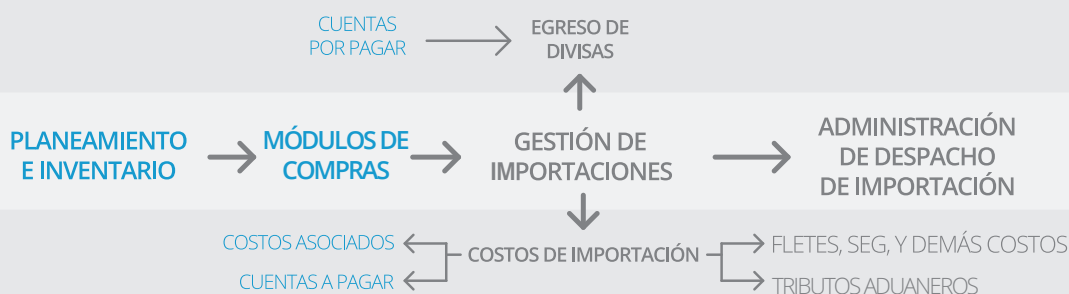 CUENTAS
POR PAGAR
EGRESO DE
DIVISAS
PLANEAMIENTO
E INVENTARIO
MÓDULOS DE
COMPRAS
GESTIÓN DE
IMPORTACIONES
ADMINISTRACIÓN
DE DESPACHO
DE IMPORTACIÓN
COSTOS ASOCIADOS
CUENTAS A PAGAR
COSTOS DE IMPORTACIÓN
FLETES, SEG, Y DEMÁS COSTOS
TRIBUTOS ADUANEROS